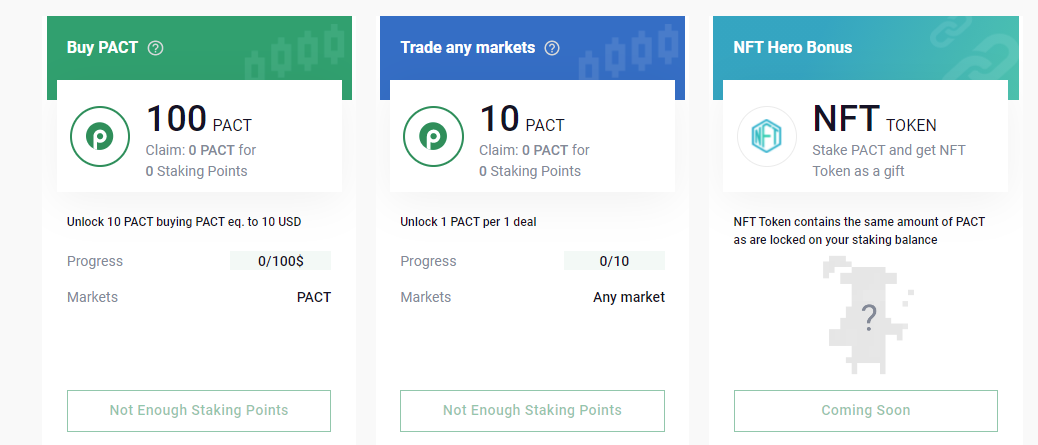 Buy PACT ?
100 PACT
Claim: 0 PACT for
0 Staking Points
Unlock 10 PACT buying PACT eq. to 10 USD
Progress 0/100$
Markets PACT
Not Enough Staking Points
Trade any markets ?
10 PACT
Claim: 0 PACT for
0 Staking Points
Unlock 1 PACT per 1 deal
Progress 0/10
Markets Any market
Not Enough Staking Points
NFT Hero Bonus
NFT
NFT TOKEN
Stake PACT and get NFT
Token as a gift
NFT Token contains the same amount of PACT
as are locked on your staking balance
?
Coming Soon